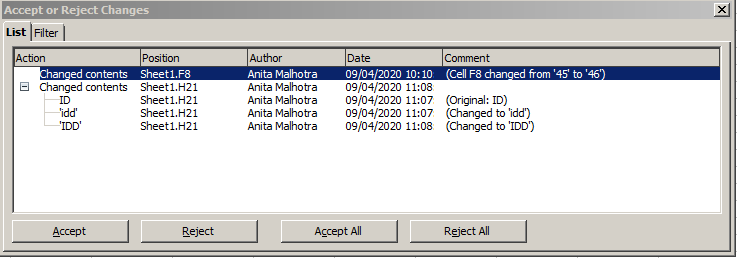 Accept or Reject Changes
List Filter
Action Position Author Date Comment
Changed contents Sheet1.F8 Anita Malhotra 09/04/2020 10:10 (Cell F8 changed from '45' to '46')
Changed contents Sheet1.H21 Anita Malhotra 09/04/2020 11:08
ID Sheet1.H21 Anita Malhotra 09/04/2020 11:07 (Original: ID)
'idd' Sheet1.H21 Anita Malhotra 09/04/2020 11:07 (Changed to 'idd')
'IDD' Sheet1.H21 Anita Malhotra 09/04/2020 11:08 (Changed to 'IDD')
Accept Reject Accept All Reject All